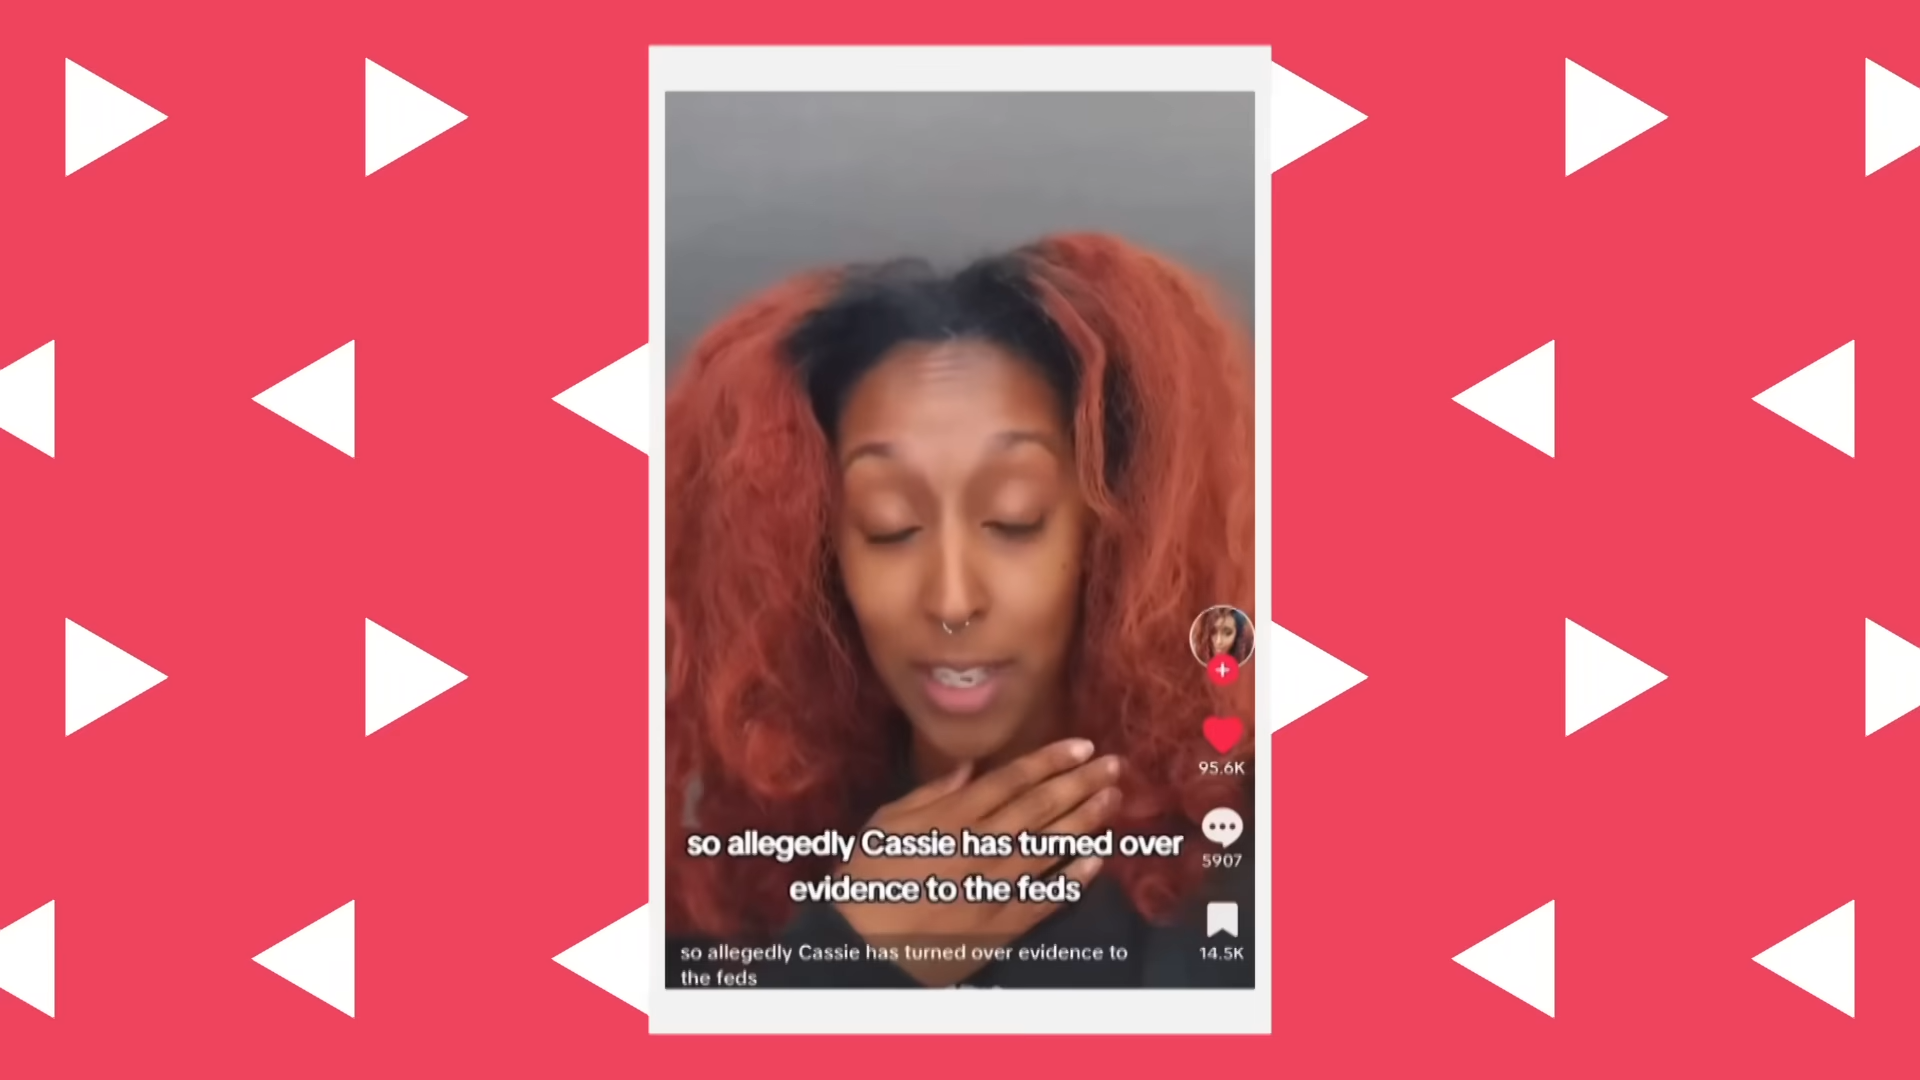 95.6K
5907
so allegedly Cassie has turned over
evidence to the feds
14.5K
so allegedly Cassie has turned over evidence to
the feds